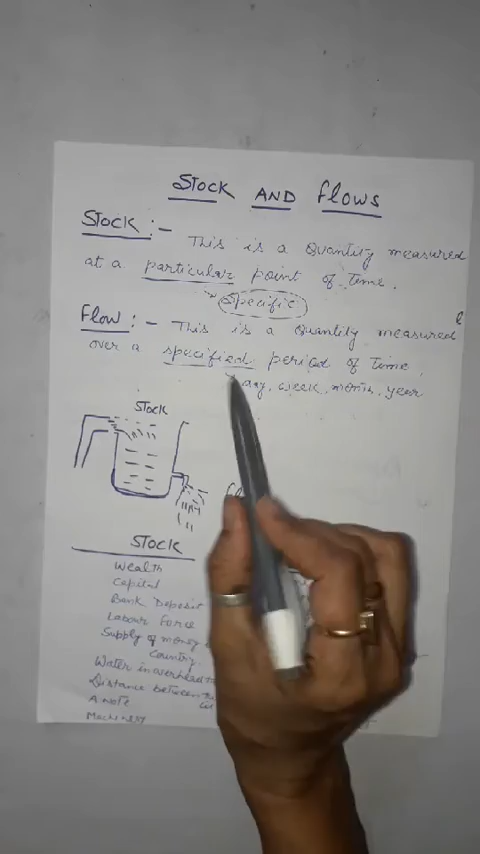 STOCK AND flows
STOCK :- This is a Quantity measured
at a particular point of time.
Specific
Flow :- This is a Quantity measured
over a specified period of time,
day, week, month, year
Stock
STOCK
Wealth
Capital
Bank Deposit
Labour Force
Supply of money
Country.
Water in overhead
Distance between
A note
Machinery